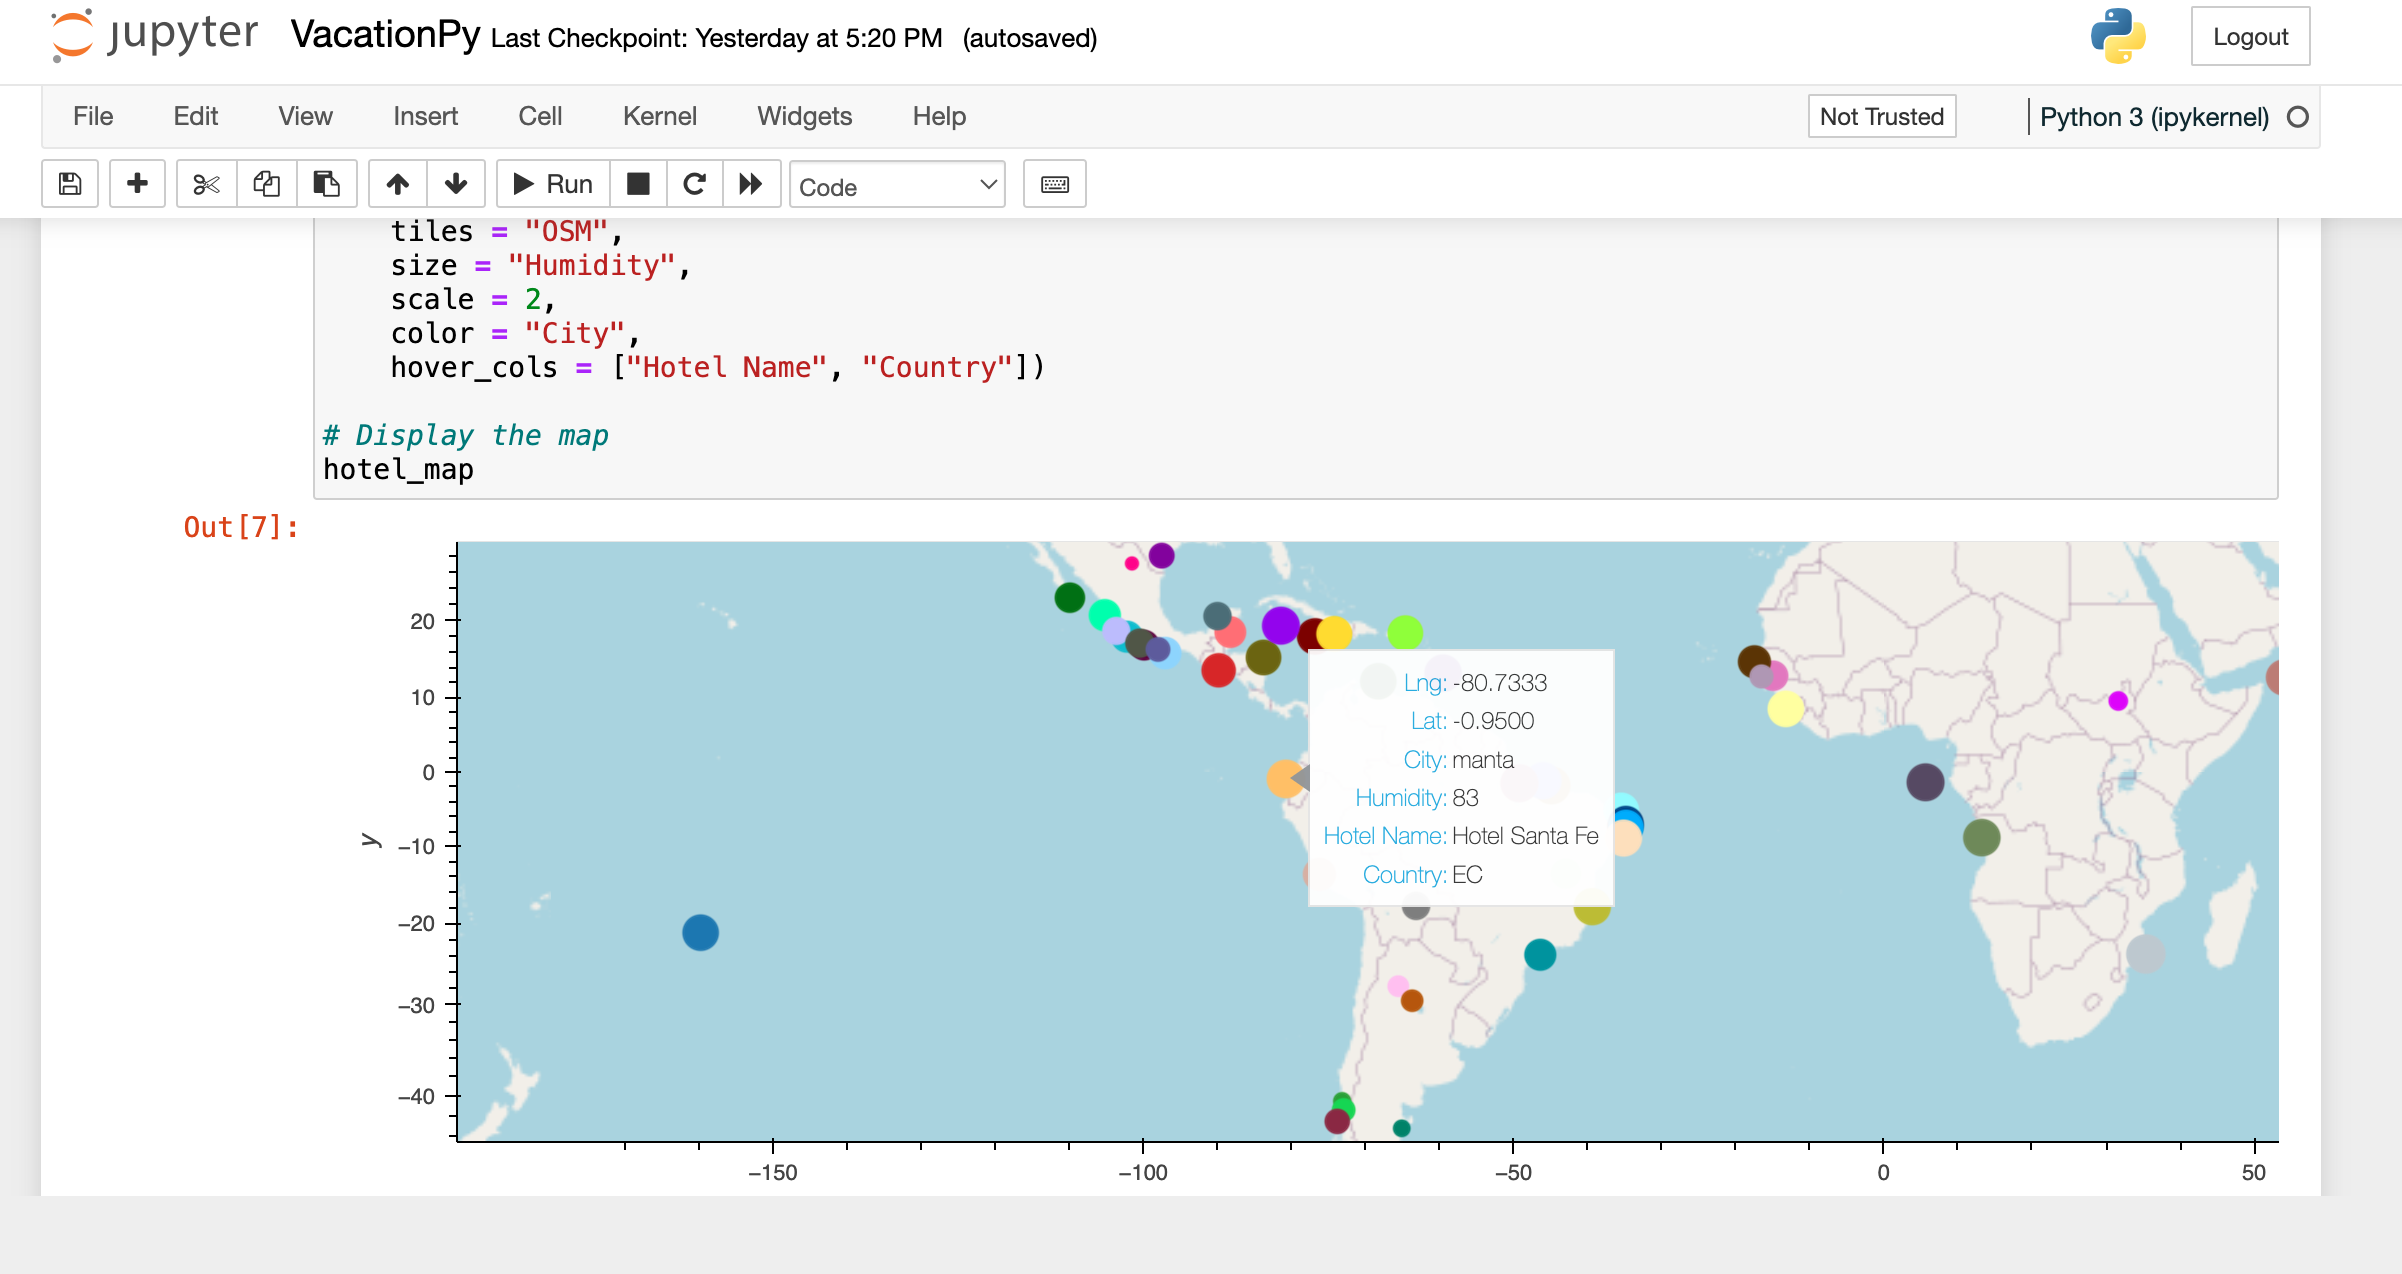 jupyter VacationPy Last Checkpoint: Yesterday at 5:20 PM (autosaved) Logout
File Edit View Insert Cell Kernel Widgets Help Not Trusted Python 3 (ipykernel)
Run Code
tiles = "OSM",
size = "Humidity",
scale = 2,
color = "City",
hover_cols = ["Hotel Name", "Country"])
# Display the map
hotel_map
Out[7]:
20
10
0
−10
−20
−30
−40
y
Lng: -80.7333
Lat: -0.9500
City: manta
Humidity: 83
Hotel Name: Hotel Santa Fe
Country: EC
−150 −100 −50 0 50